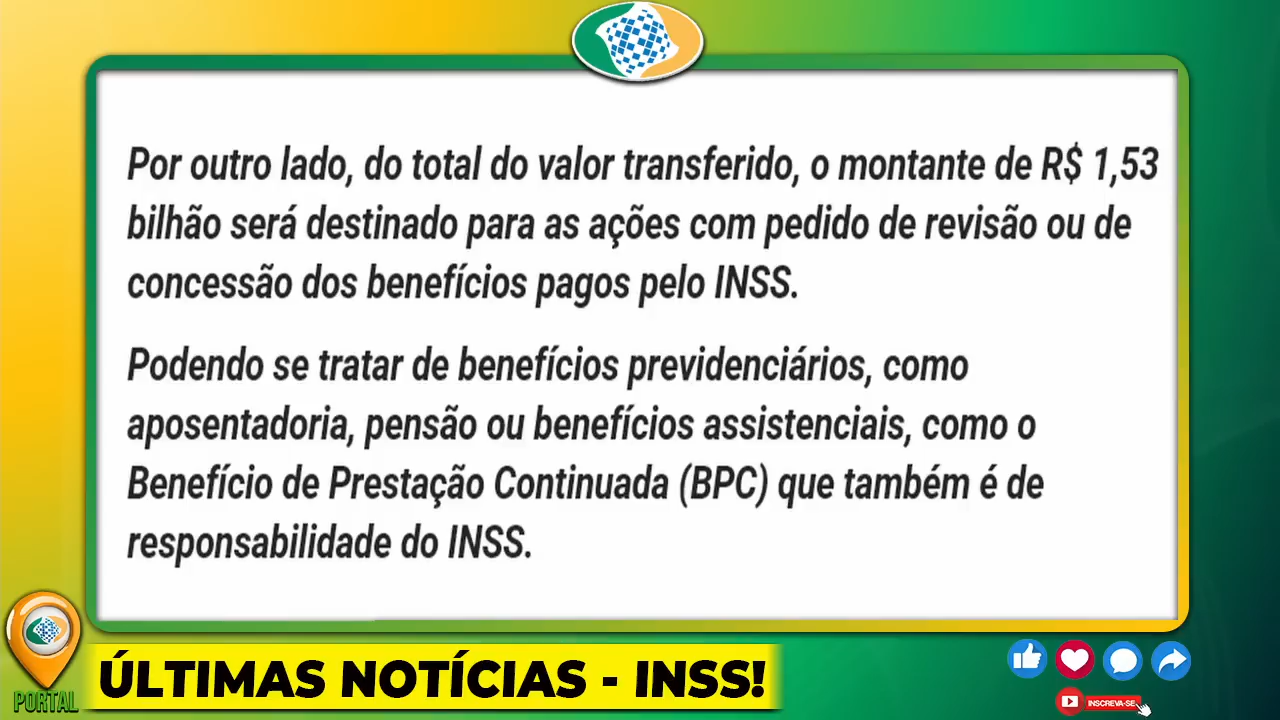 Por outro lado, do total do valor transferido, o montante de R$ 1,53
bilhão será destinado para as ações com pedido de revisão ou de
concessão dos benefícios pagos pelo INSS.
Podendo se tratar de benefícios previdenciários, como
aposentadoria, pensão ou benefícios assistenciais, como o
Benefício de Prestação Continuada (BPC) que também é de
responsabilidade do INSS.
PORTAL
ÚLTIMAS NOTÍCIAS - INSS!
INSCREVA-SE